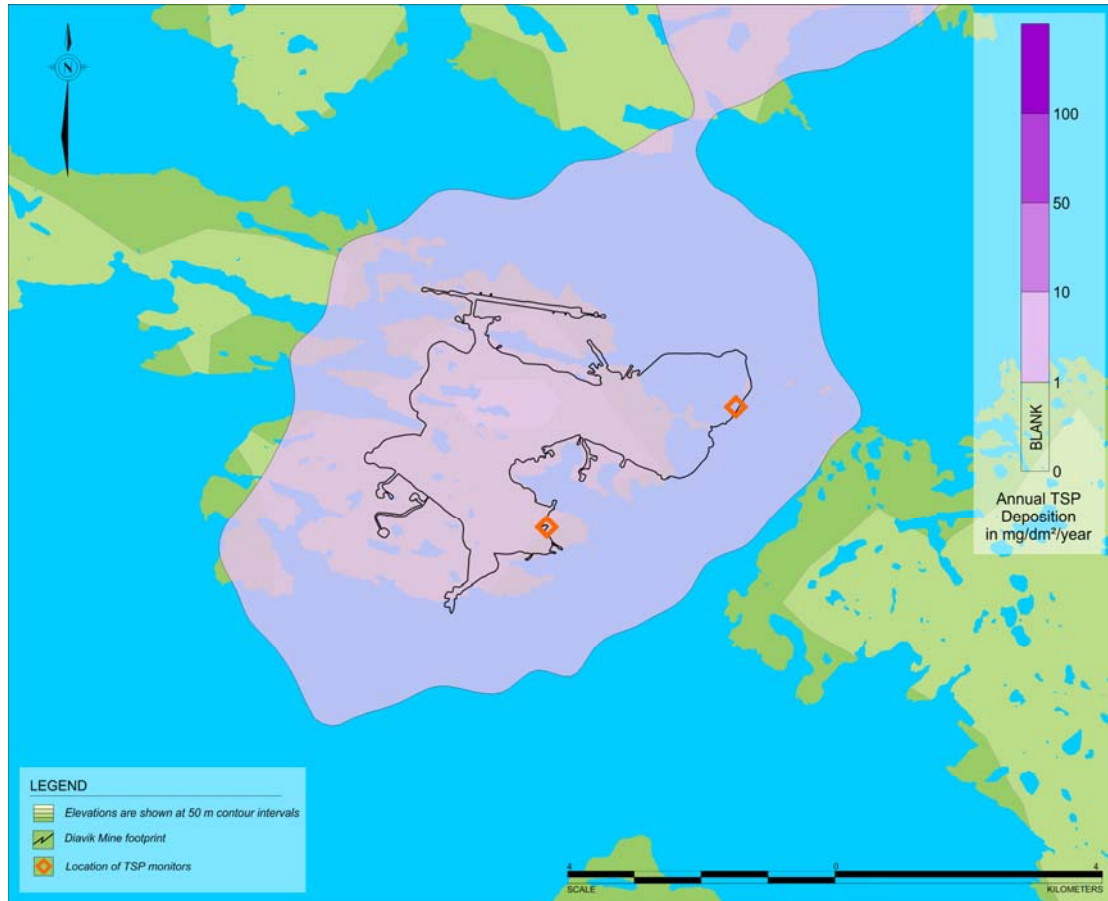 N
100
50
10
1
BLANK
0
Annual TSP
Deposition
in mg/dm²/year
LEGEND
Elevations are shown at 50 m contour intervals
Diavik Mine footprint
Location of TSP monitors
4 0 4
SCALE KILOMETERS